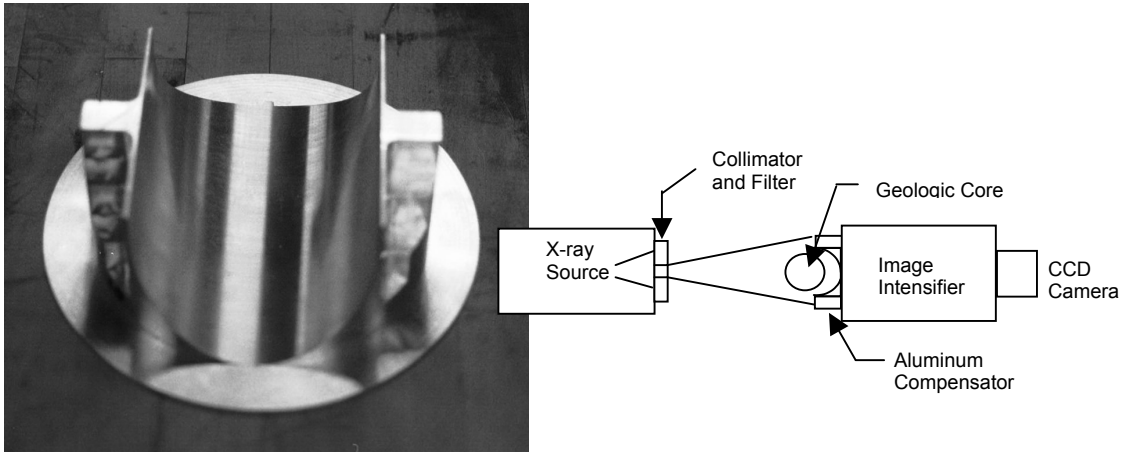 Collimator
and Filter
Geologic Core
X-ray
Source
Image
Intensifier
CCD
Camera
Aluminum
Compensator